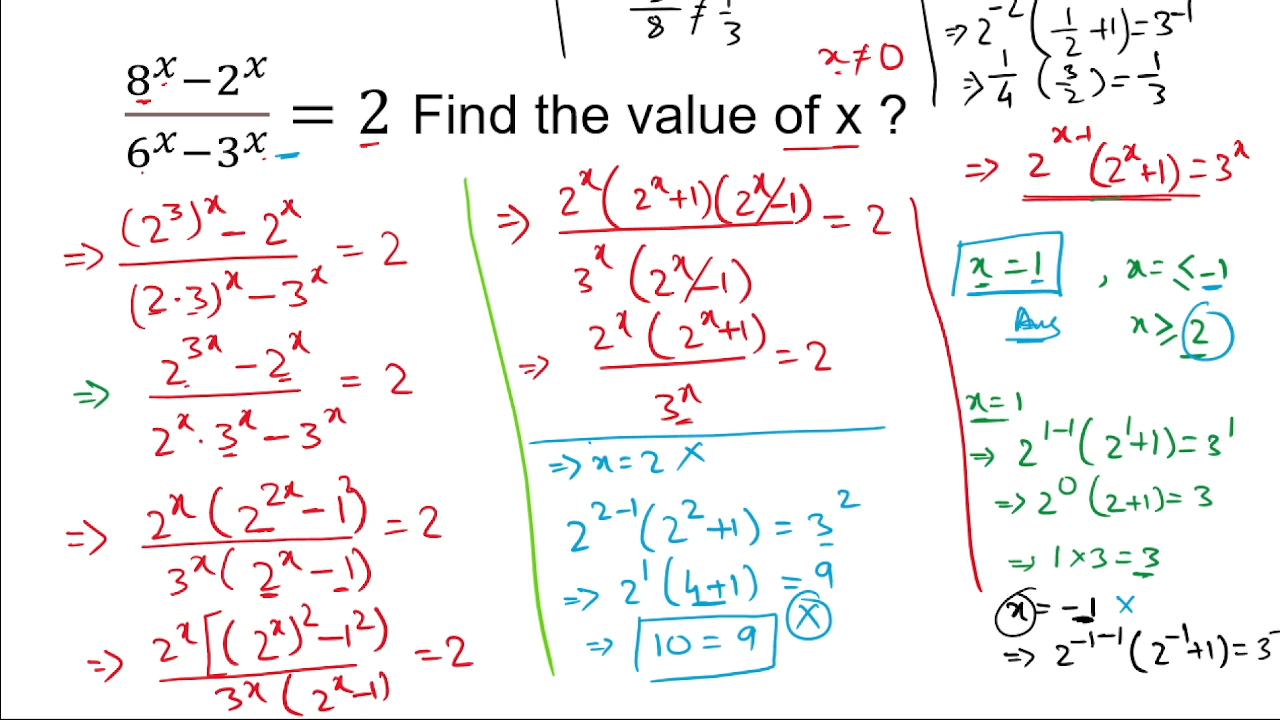 8^x − 2^x / 6^x − 3^x = 2 Find the value of x ?
x ≠ 0
=> (2^3)^x − 2^x / (2·3)^x − 3^x = 2
=> 2^{3x} − 2^x / 2^x · 3^x − 3^x = 2
=> 2^x (2^{2x} − 1^2) / 3^x (2^x − 1) = 2
=> 2^x [(2^x)^2 − 1^2) / 3^x (2^x − 1) = 2
8 ≠ 1/3
=> 2^x (2^x + 1)(2^x − 1) / 3^x (2^x − 1) = 2
=> 2^x (2^x + 1) / 3^x = 2
=> x = 2 ×
2^{2−1} (2^2 + 1) = 3^2
=> 2^1 (4 + 1) = 9
=> 10 = 9 ×
=> 2^{−2} (1/2 + 1) = 3^{−1}
=> 1/4 (3/2) = 1/3
=> 2^{x−1} (2^x + 1) = 3^x
x = 1 , x = < −1
Ans x ≥ 2
x = 1
=> 2^{1−1} (2^1 + 1) = 3^1
=> 2^0 (2 + 1) = 3
=> 1 × 3 = 3
x = −1 ×
=> 2^{−1−1} (2^{−1} + 1) = 3^−